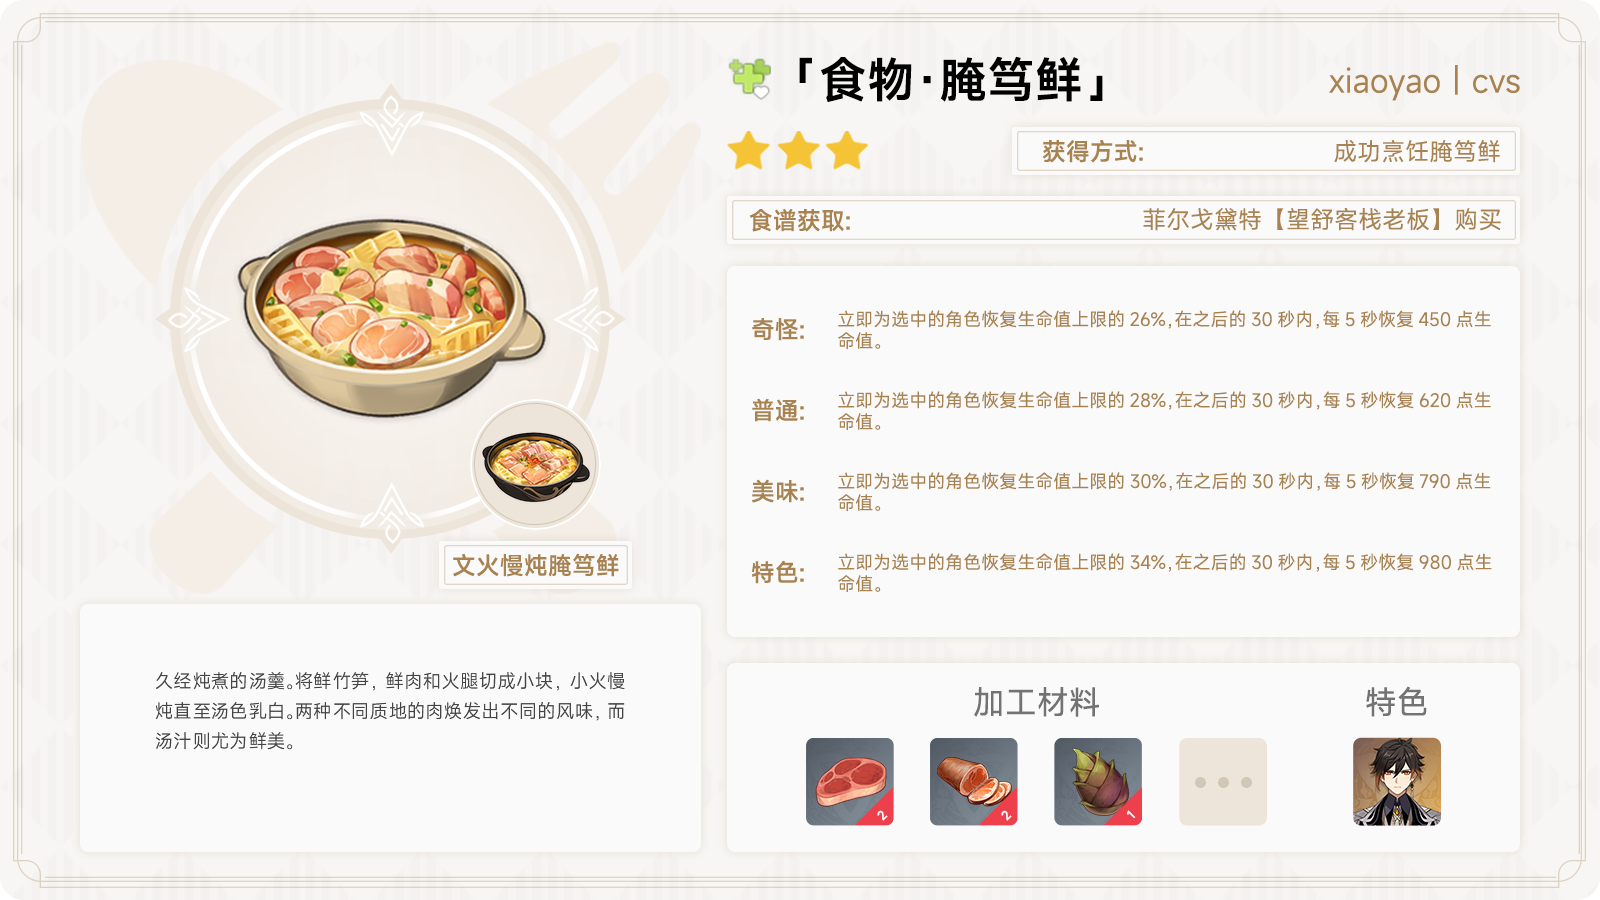 「食物·腌笃鲜」
xiaoyao | cvs
获得方式:
成功烹饪腌笃鲜
食谱获取:
菲尔戈黛特【望舒客栈老板】购买
奇怪:
立即为选中的角色恢复生命值上限的 26%,在之后的 30 秒内,每 5 秒恢复 450 点生
命值。
普通:
立即为选中的角色恢复生命值上限的 28%,在之后的 30 秒内,每 5 秒恢复 620 点生
命值。
美味:
立即为选中的角色恢复生命值上限的 30%,在之后的 30 秒内,每 5 秒恢复 790 点生
命值。
特色:
立即为选中的角色恢复生命值上限的 34%,在之后的 30 秒内,每 5 秒恢复 980 点生
命值。
文火慢炖腌笃鲜
久经炖煮的汤羹。将鲜竹笋，鲜肉和火腿切成小块，小火慢
炖直至汤色乳白。两种不同质地的肉焕发出不同的风味，而
汤汁则尤为鲜美。
加工材料
特色
2
2
1